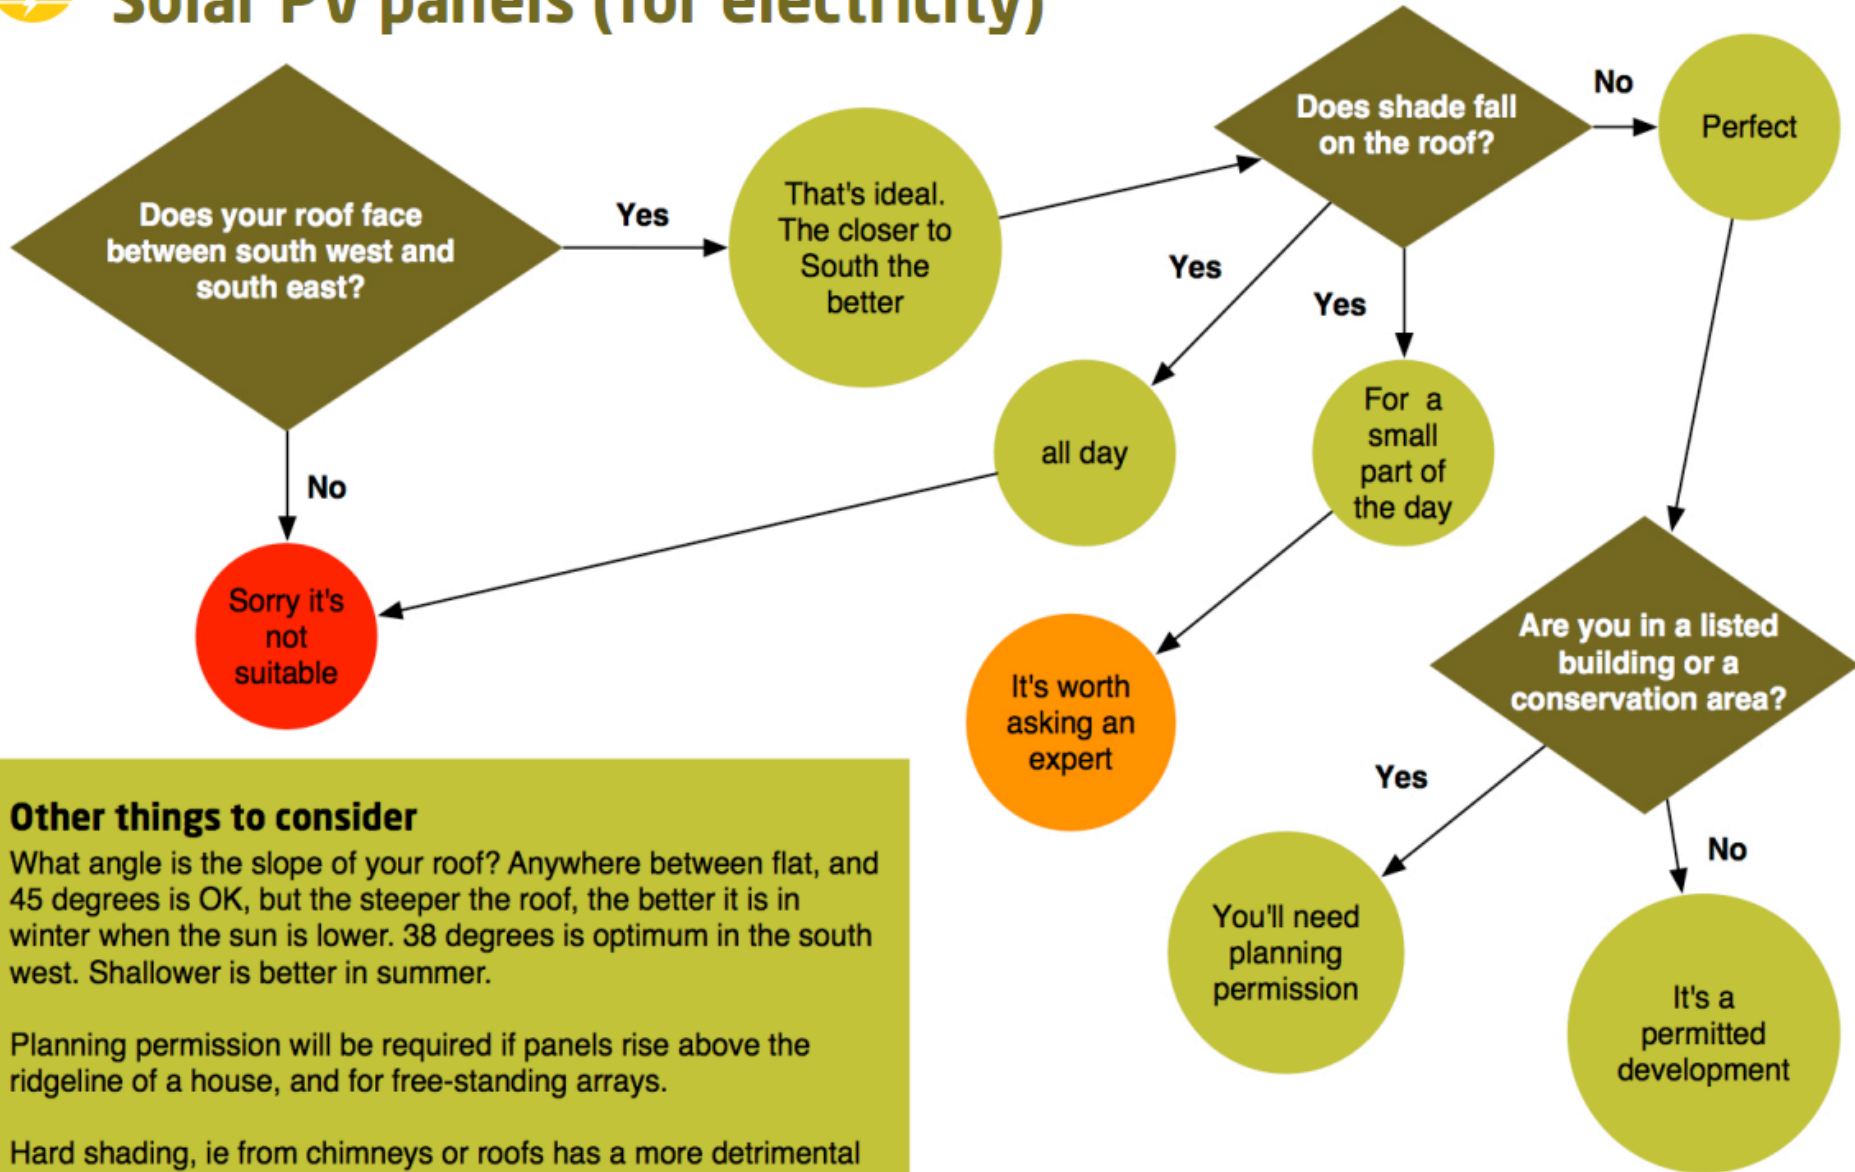 Solar PV panels (for electricity)
Does your roof face
between south west and
south east?
Yes
That's ideal.
The closer to
South the
better
Does shade fall
on the roof?
No
Perfect
Yes
Yes
all day
For a
small
part of
the day
No
Sorry it's
not
suitable
It's worth
asking an
expert
Are you in a listed
building or a
conservation area?
Yes
No
You'll need
planning
permission
It's a
permitted
development
Other things to consider
What angle is the slope of your roof? Anywhere between flat, and
45 degrees is OK, but the steeper the roof, the better it is in
winter when the sun is lower. 38 degrees is optimum in the south
west. Shallower is better in summer.
Planning permission will be required if panels rise above the
ridgeline of a house, and for free-standing arrays.
Hard shading, ie from chimneys or roofs has a more detrimental